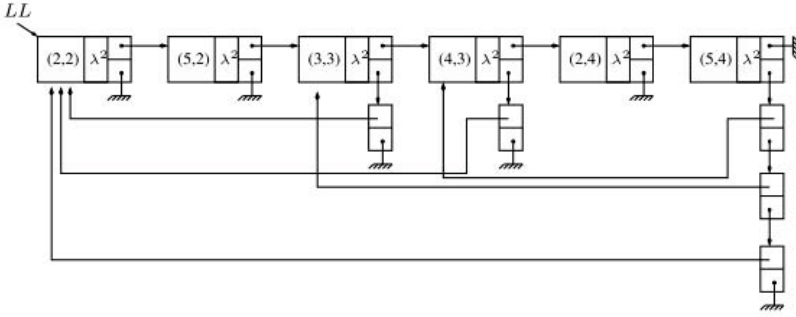 LL
(2,2) λ² (5,2) λ² (3,3) λ² (4,3) λ² (2,4) λ² (5,4) λ²